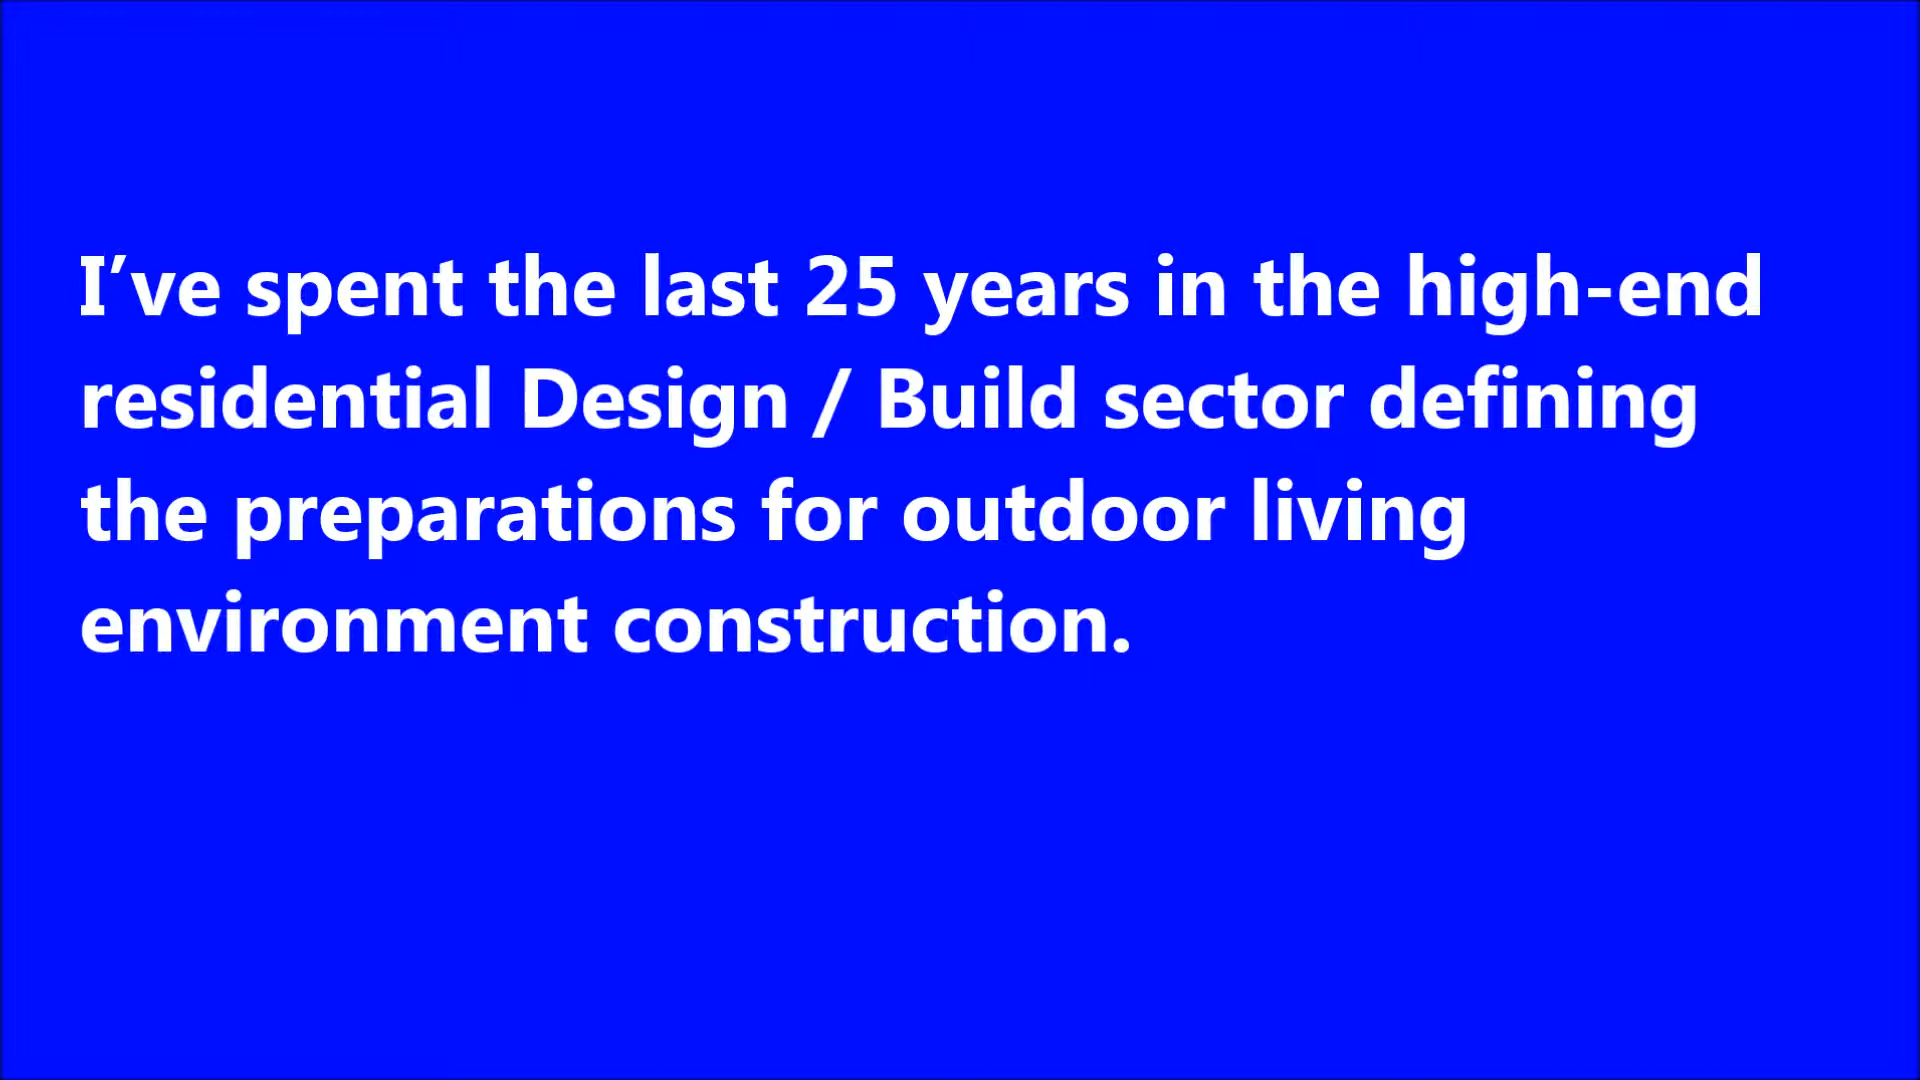 I’ve spent the last 25 years in the high-end
residential Design / Build sector defining
the preparations for outdoor living
environment construction.